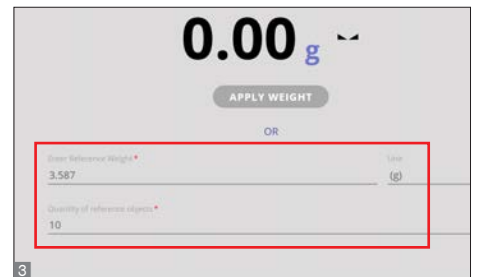 0.00 g
APPLY WEIGHT
OR
Enter Reference Weight * Unit
3.587 (g)
Quantity of reference objects *
10
3